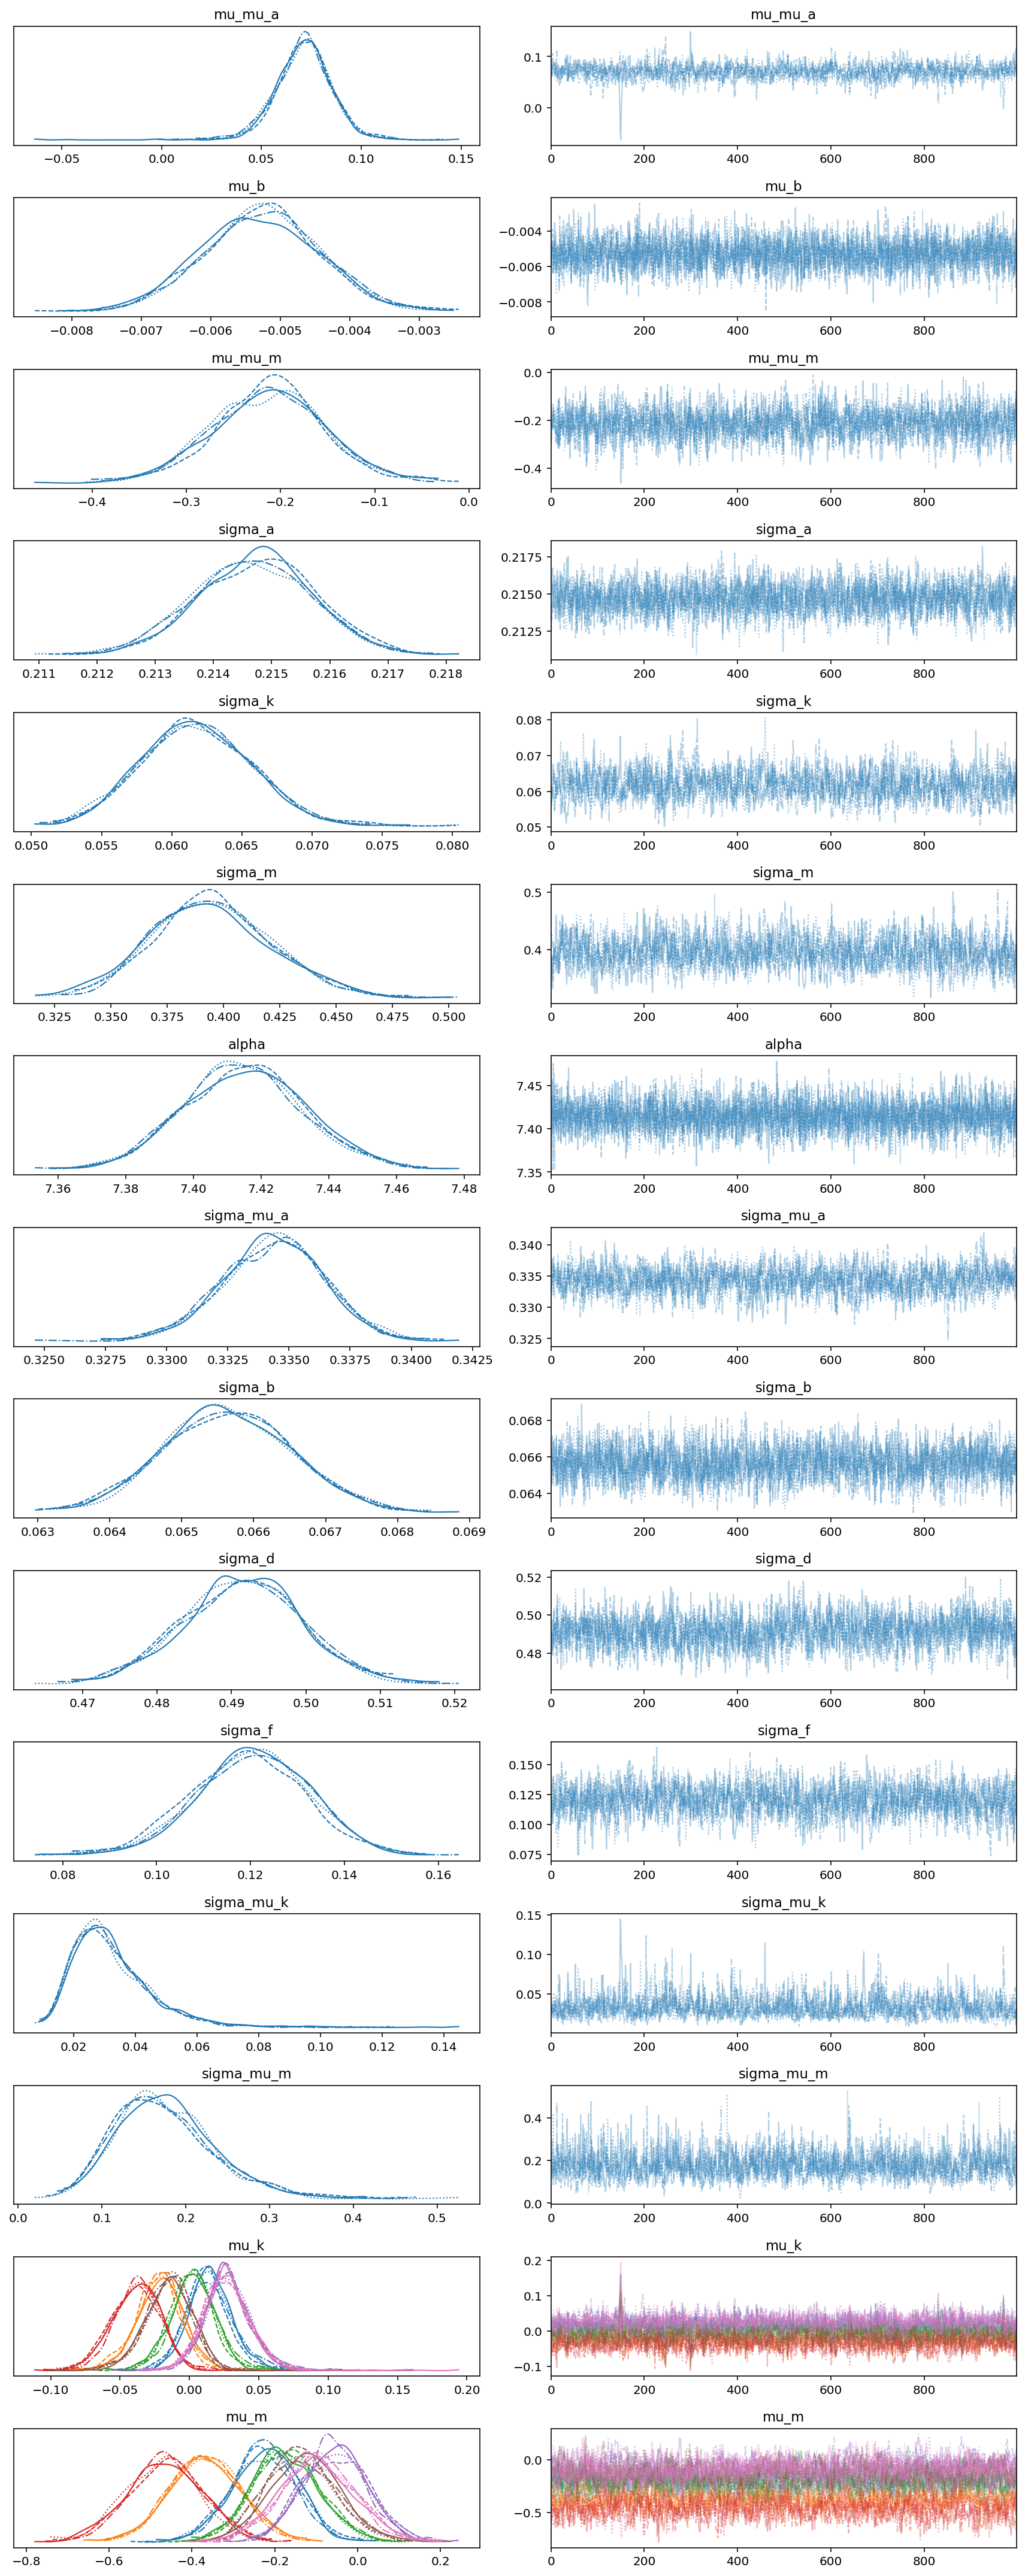 mu_mu_a mu_mu_a
0.1
0.0
−0.05 0.00 0.05 0.10 0.15 0 200 400 600 800
mu_b mu_b
−0.004
−0.006
−0.008
−0.008 −0.007 −0.006 −0.005 −0.004 −0.003 0 200 400 600 800
mu_mu_m mu_mu_m
0.0
−0.2
−0.4
−0.4 −0.3 −0.2 −0.1 0.0 0 200 400 600 800
sigma_a sigma_a
0.2175
0.2150
0.2125
0.211 0.212 0.213 0.214 0.215 0.216 0.217 0.218 0 200 400 600 800
sigma_k sigma_k
0.08
0.07
0.06
0.05
0.050 0.055 0.060 0.065 0.070 0.075 0.080 0 200 400 600 800
sigma_m sigma_m
0.5
0.4
0.325 0.350 0.375 0.400 0.425 0.450 0.475 0.500 0 200 400 600 800
alpha alpha
7.45
7.40
7.35
7.36 7.38 7.40 7.42 7.44 7.46 7.48 0 200 400 600 800
sigma_mu_a sigma_mu_a
0.340
0.335
0.330
0.325
0.3250 0.3275 0.3300 0.3325 0.3350 0.3375 0.3400 0.3425 0 200 400 600 800
sigma_b sigma_b
0.068
0.066
0.064
0.063 0.064 0.065 0.066 0.067 0.068 0.069 0 200 400 600 800
sigma_d sigma_d
0.52
0.50
0.48
0.47 0.48 0.49 0.50 0.51 0.52 0 200 400 600 800
sigma_f sigma_f
0.150
0.125
0.100
0.075
0.08 0.10 0.12 0.14 0.16 0 200 400 600 800
sigma_mu_k sigma_mu_k
0.15
0.10
0.05
0.02 0.04 0.06 0.08 0.10 0.12 0.14 0 200 400 600 800
sigma_mu_m sigma_mu_m
0.4
0.2
0.0
0.0 0.1 0.2 0.3 0.4 0.5 0 200 400 600 800
mu_k mu_k
0.2
0.1
0.0
−0.1
−0.10 −0.05 0.00 0.05 0.10 0.15 0.20 0 200 400 600 800
mu_m mu_m
0.0
−0.5
−0.8 −0.6 −0.4 −0.2 0.0 0.2 0 200 400 600 800